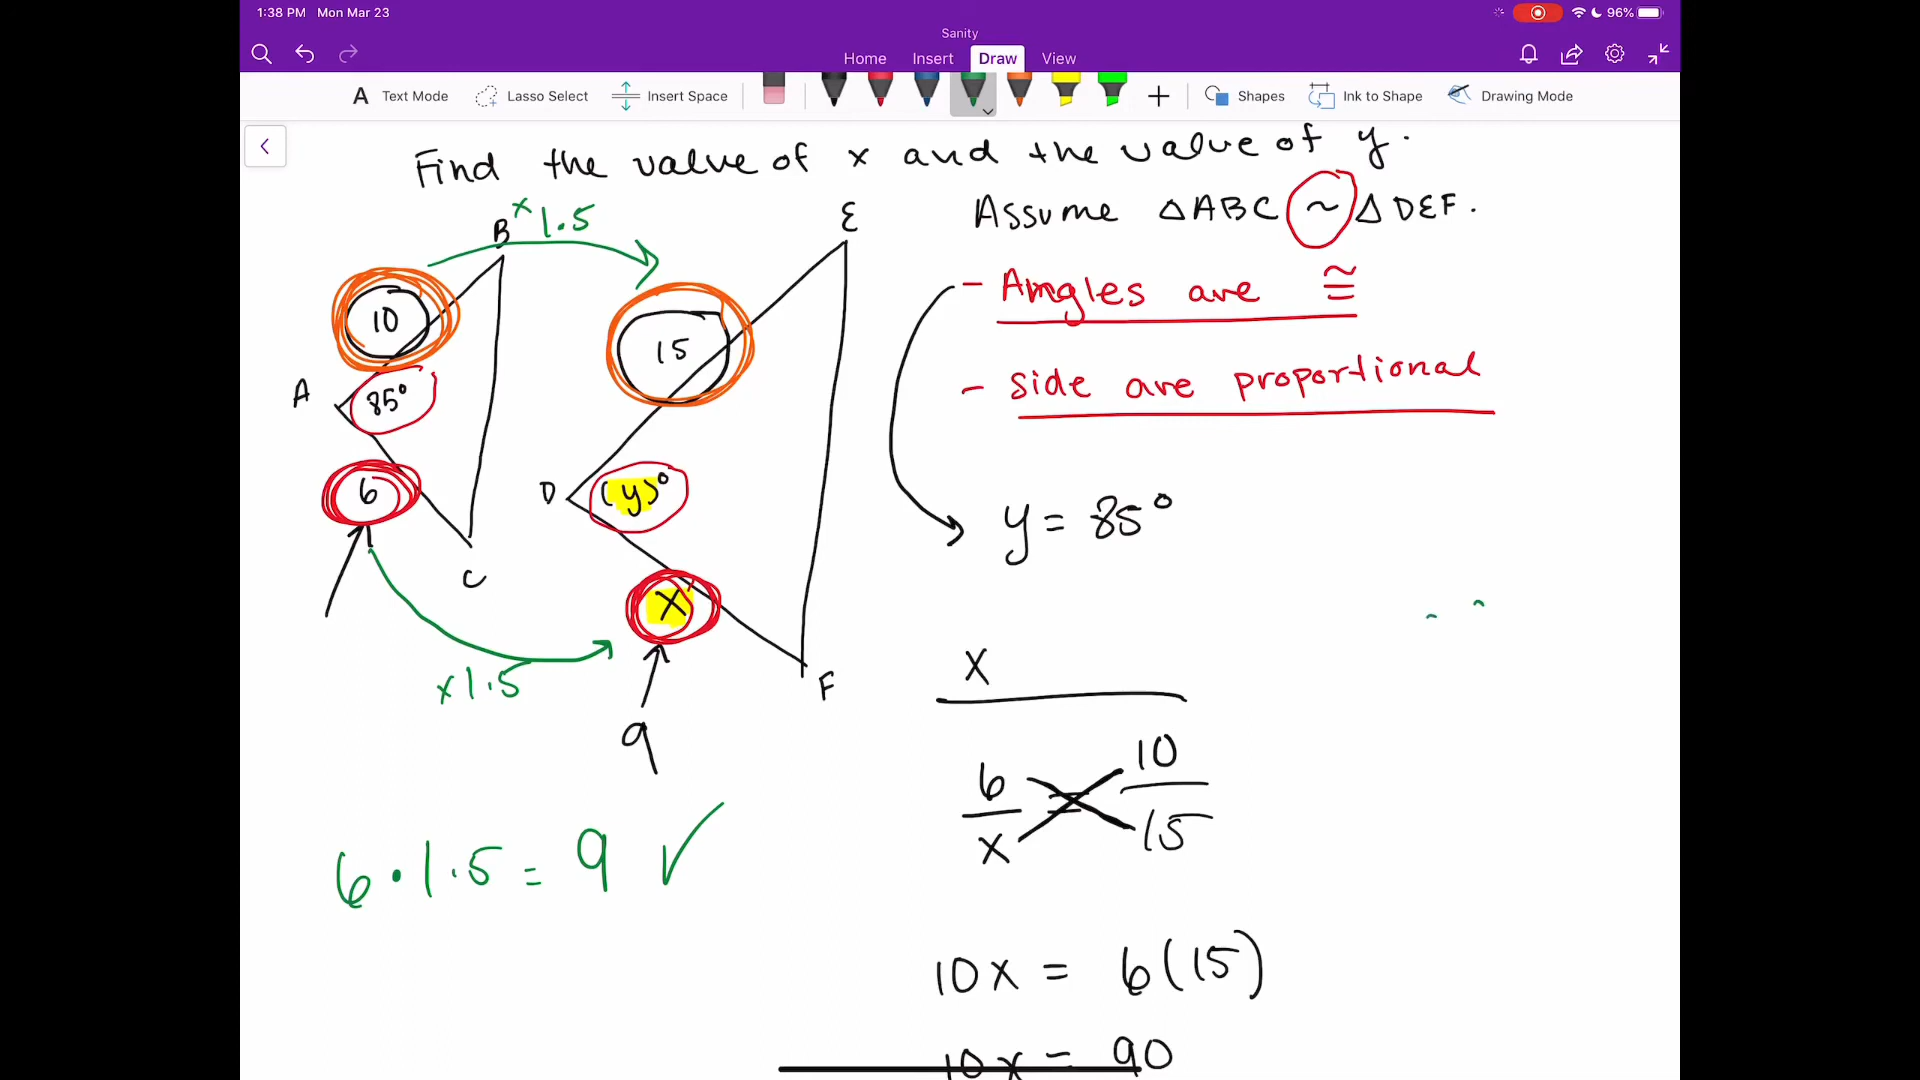 1:38 PM Mon Mar 23
96%
Sanity
Home Insert Draw View
A Text Mode Lasso Select Insert Space Shapes Ink to Shape Drawing Mode
Find the value of x and the value of y.
Assume △ABC ~ △DEF.
B
×1.5
E
10
15
- Angles are ≅
- side are proportional
A
85°
6
D
(y)°
y = 85°
C
x
×1.5
F
9
x
6/x = 10/15
6 · 1.5 = 9 ✓
10x = 6(15)
10x = 90